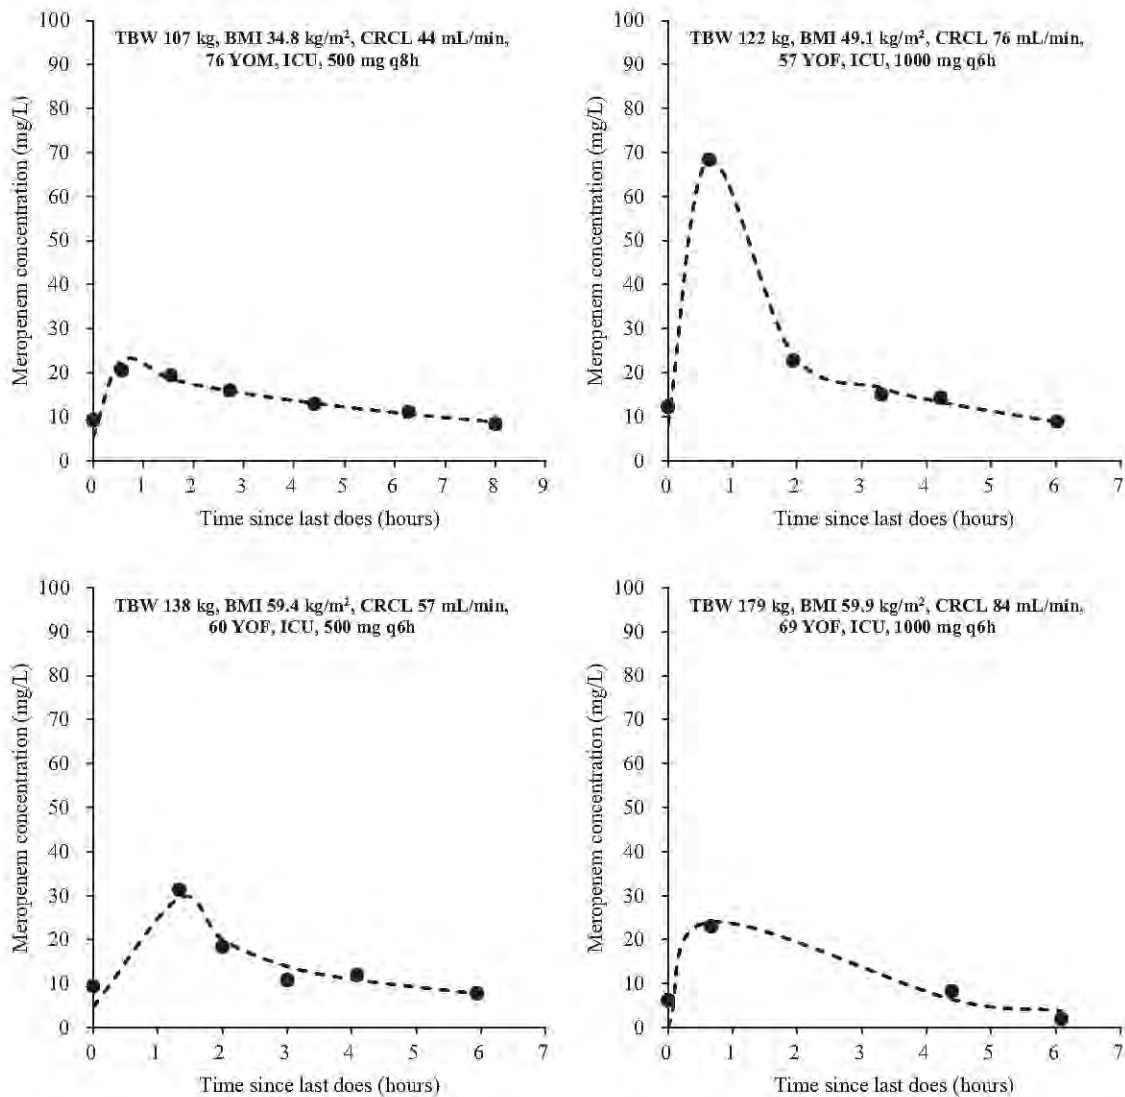 TBW 107 kg, BMI 34.8 kg/m², CRCL 44 mL/min,
76 YOM, ICU, 500 mg q8h
Meropenem concentration (mg/L)
100
90
80
70
60
50
40
30
20
10
0
0 1 2 3 4 5 6 7 8 9
Time since last does (hours)
TBW 122 kg, BMI 49.1 kg/m², CRCL 76 mL/min,
57 YOF, ICU, 1000 mg q6h
Meropenem concentration (mg/L)
100
90
80
70
60
50
40
30
20
10
0
0 1 2 3 4 5 6 7
Time since last does (hours)
TBW 138 kg, BMI 59.4 kg/m², CRCL 57 mL/min,
60 YOF, ICU, 500 mg q6h
Meropenem concentration (mg/L)
100
90
80
70
60
50
40
30
20
10
0
0 1 2 3 4 5 6 7
Time since last does (hours)
TBW 179 kg, BMI 59.9 kg/m², CRCL 84 mL/min,
69 YOF, ICU, 1000 mg q6h
Meropenem concentration (mg/L)
100
90
80
70
60
50
40
30
20
10
0
0 1 2 3 4 5 6 7
Time since last does (hours)